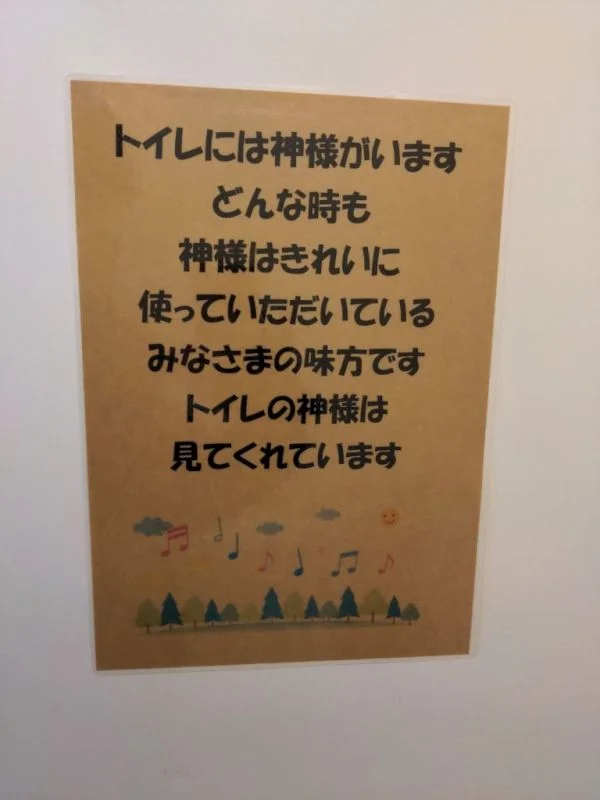 トイレには神様がいます
どんな時も
神様はきれいに
使っていただいている
みなさまの味方です
トイレの神様は
見てくれています